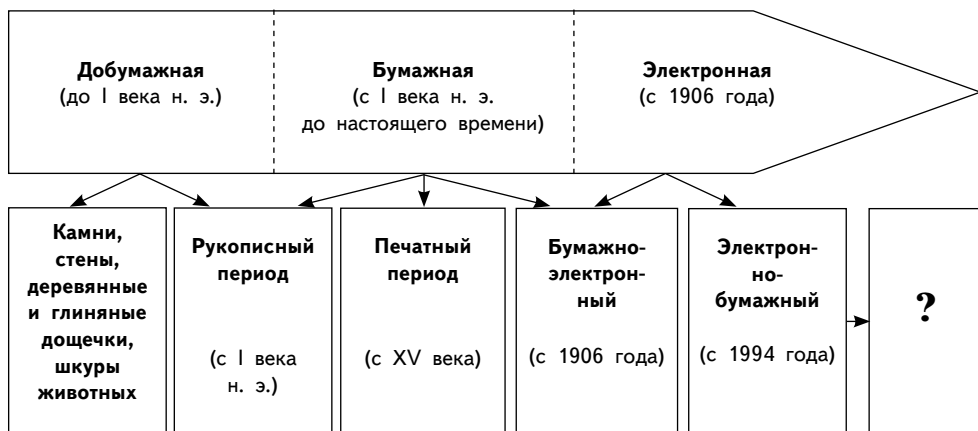 Добумажная
(до I века н. э.)
Бумажная
(с I века н. э.
до настоящего времени)
Электронная
(с 1906 года)
Камни,
стены,
деревянные
и глиняные
дощечки,
шкуры
животных
Рукописный
период
(с I века
н. э.)
Печатный
период
(с XV века)
Бумажно-
электрон-
ный
(с 1906 года)
Электрон-
но-
бумажный
(с 1994 года)
?